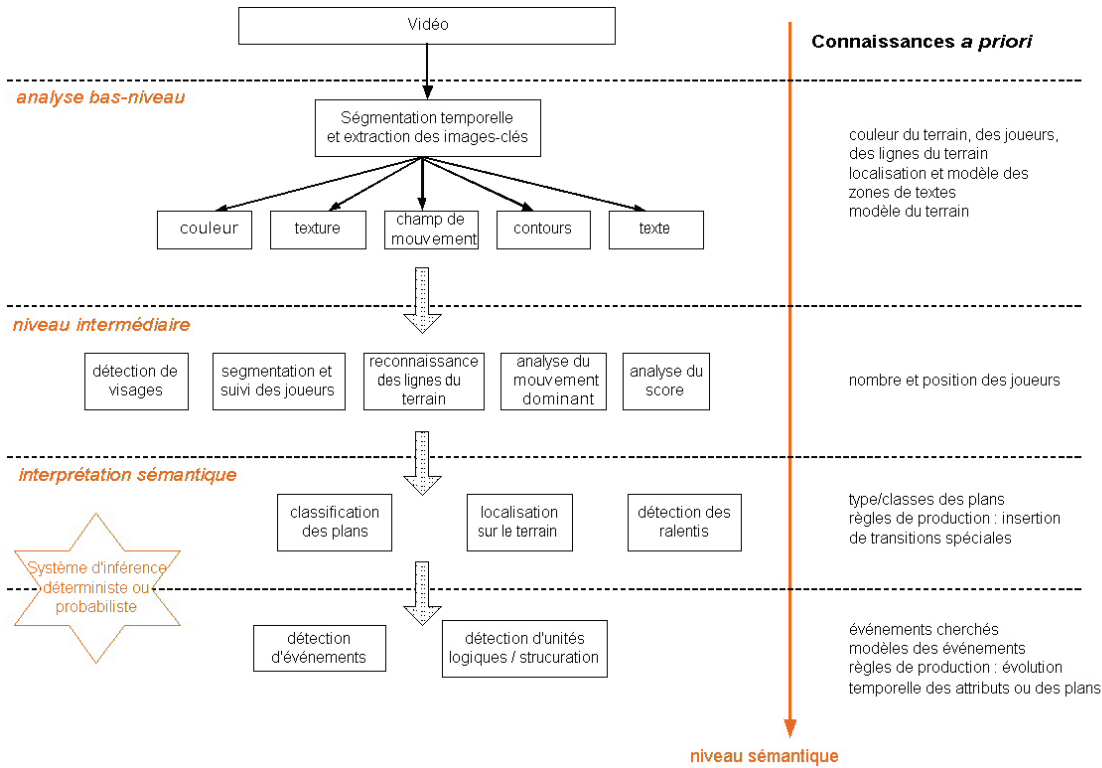 Vidéo
Connaissances a priori
analyse bas-niveau
Ségmentation temporelle
et extraction des images-clés
couleur du terrain, des joueurs,
des lignes du terrain
localisation et modèle des
zones de textes
modèle du terrain
couleur
texture
champ de
mouvement
contours
texte
niveau intermédiaire
détection de
visages
segmentation et
suivi des joueurs
reconnaissance
des lignes du
terrain
analyse du
mouvement
dominant
analyse du
score
nombre et position des joueurs
interprétation sémantique
classification
des plans
localisation
sur le terrain
détection des
ralentis
type/classes des plans
règles de production : insertion
de transitions spéciales
Système d'inférence
déterministe ou
probabiliste
détection
d'événements
détection d'unités
logiques / strucuration
événements cherchés
modèles des événements
règles de production : évolution
temporelle des attributs ou des plans
niveau sémantique